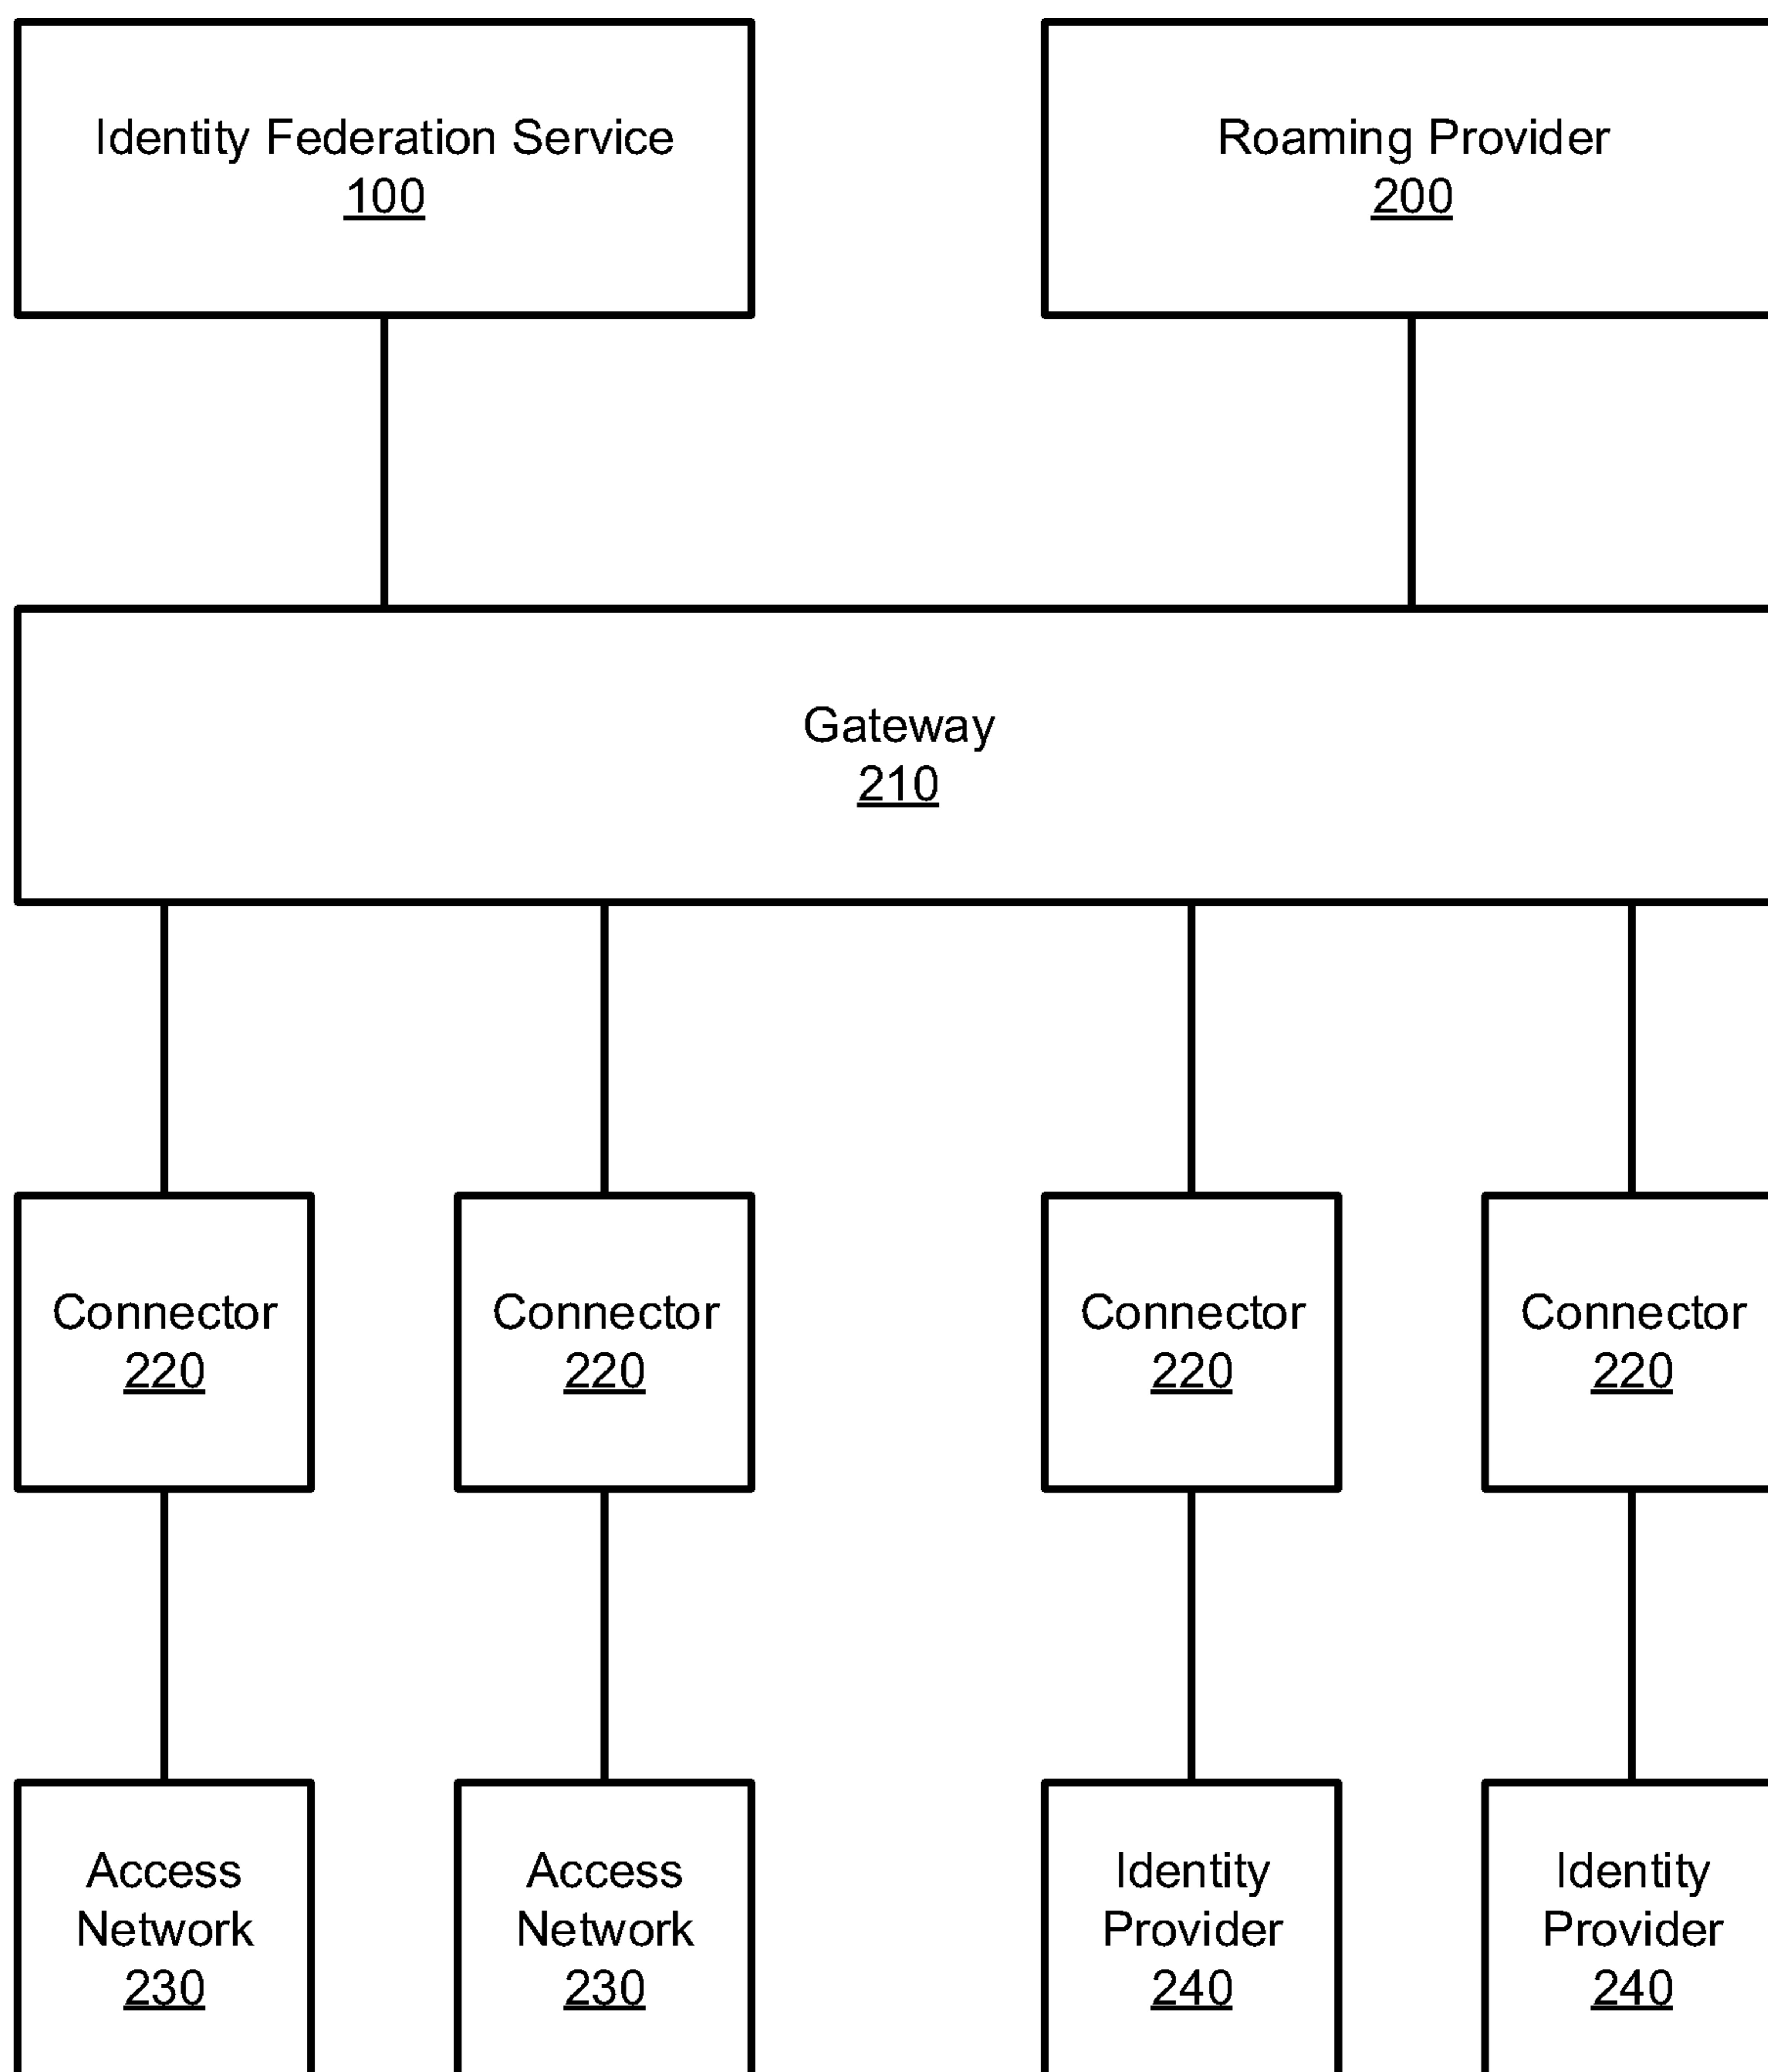 Identity Federation Service
100
Roaming Provider
200
Gateway
210
Connector
220
Connector
220
Connector
220
Connector
220
Access
Network
230
Access
Network
230
Identity
Provider
240
Identity
Provider
240